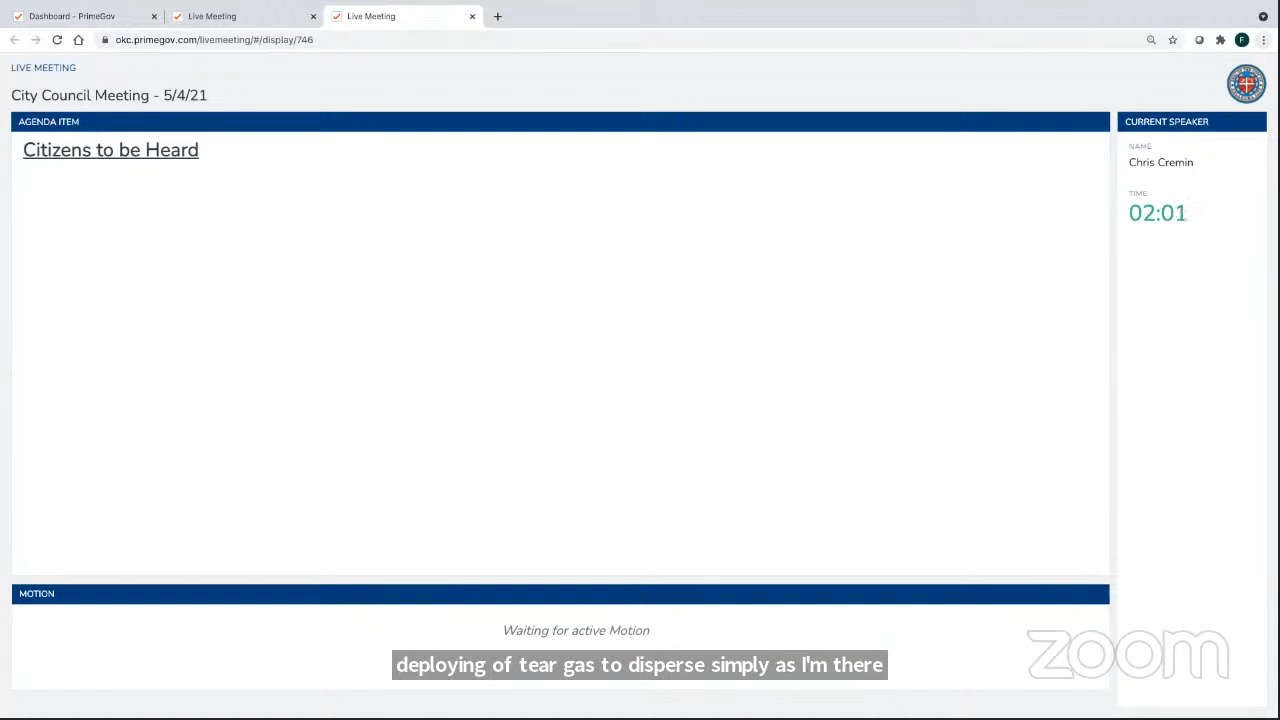 Dashboard - PrimeGov
Live Meeting
Live Meeting
okc.primegov.com/livemeeting/#/display/746
F
LIVE MEETING
City Council Meeting - 5/4/21
AGENDA ITEM
Citizens to be Heard
CURRENT SPEAKER
NAME
Chris Cremin
TIME
02:01
MOTION
Waiting for active Motion
deploying of tear gas to disperse simply as I'm there
zoom